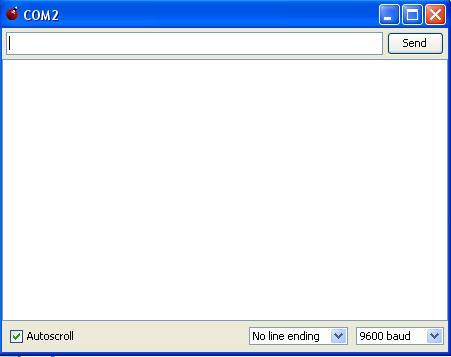 COM2
Send
Autoscroll
No line ending
9600 baud